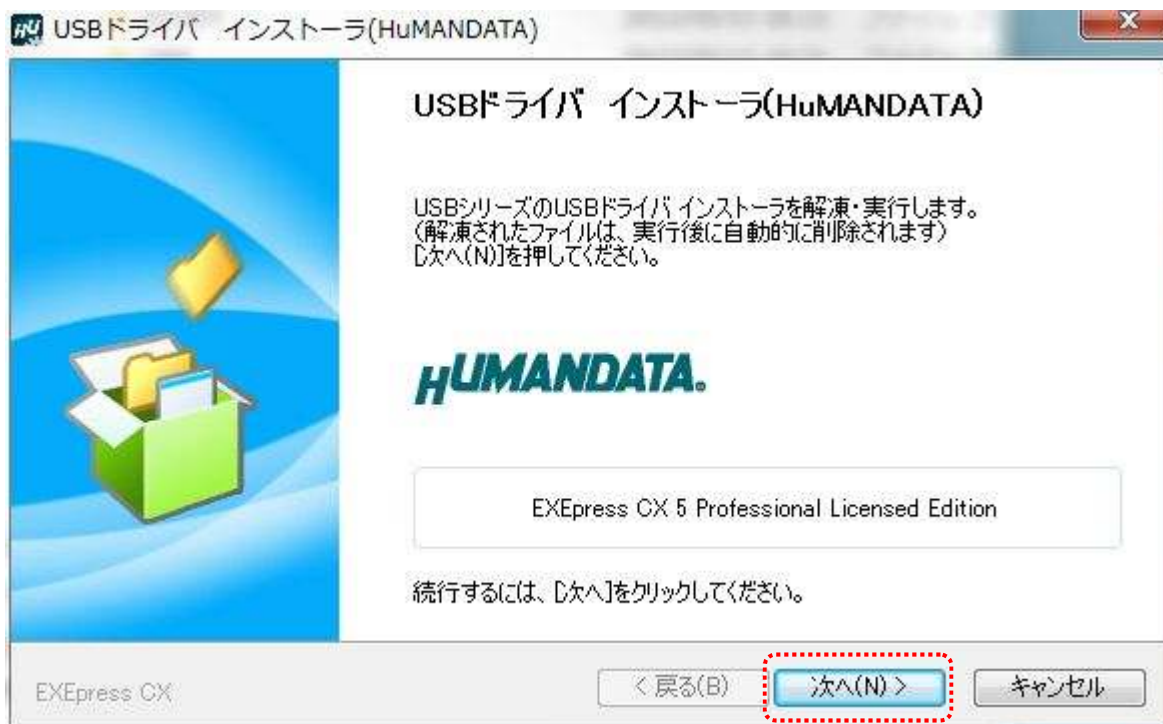 USBドライバ インストーラ(HuMANDATA)
USBドライバ インストーラ(HuMANDATA)
USBシリーズのUSBドライバ インストーラを解凍・実行します。
(解凍されたファイルは、実行後に自動的に削除されます)
[次へ(N)]を押してください。
HUMANDATA.
EXEpress CX 5 Professional Licensed Edition
続行するには、[次へ]をクリックしてください。
EXEpress CX
< 戻る(B)
次へ(N) >
キャンセル